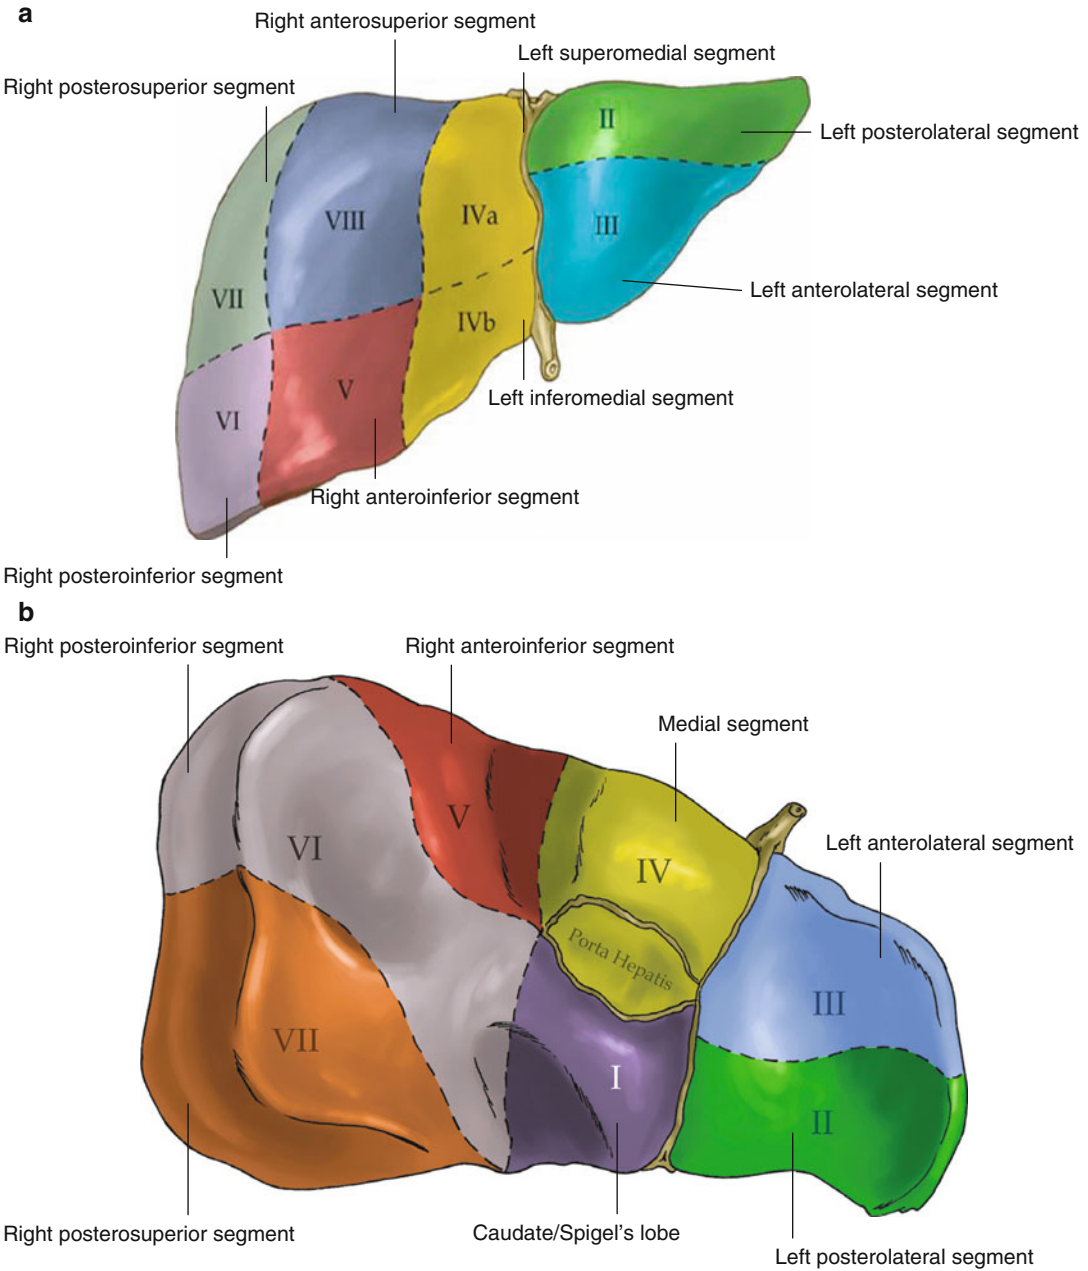 a
Right anterosuperior segment
Left superomedial segment
Right posterosuperior segment
II
Left posterolateral segment
VIII
IVa
III
VII
Left anterolateral segment
IVb
V
Left inferomedial segment
VI
Right anteroinferior segment
Right posteroinferior segment
b
Right posteroinferior segment
Right anteroinferior segment
Medial segment
V
Left anterolateral segment
VI
IV
Porta Hepatis
III
VII
I
II
Right posterosuperior segment
Caudate/Spigel's lobe
Left posterolateral segment